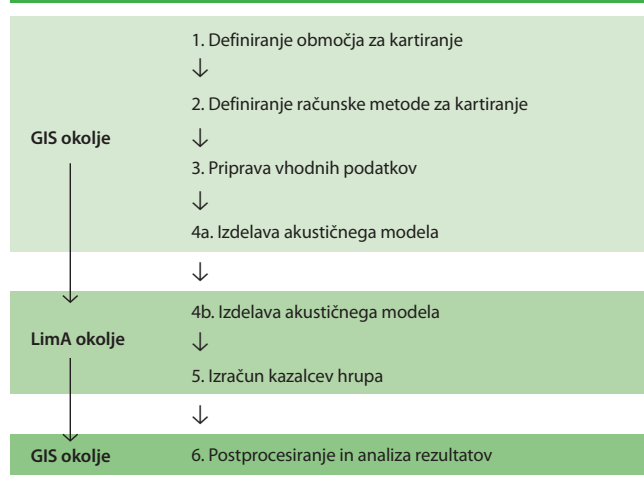 1. Definiranje območja za kartiranje
↓
2. Definiranje računske metode za kartiranje
GIS okolje
↓
3. Priprava vhodnih podatkov
↓
4a. Izdelava akustičnega modela
↓
4b. Izdelava akustičnega modela
LimA okolje
↓
5. Izračun kazalcev hrupa
↓
GIS okolje
6. Postprocesiranje in analiza rezultatov